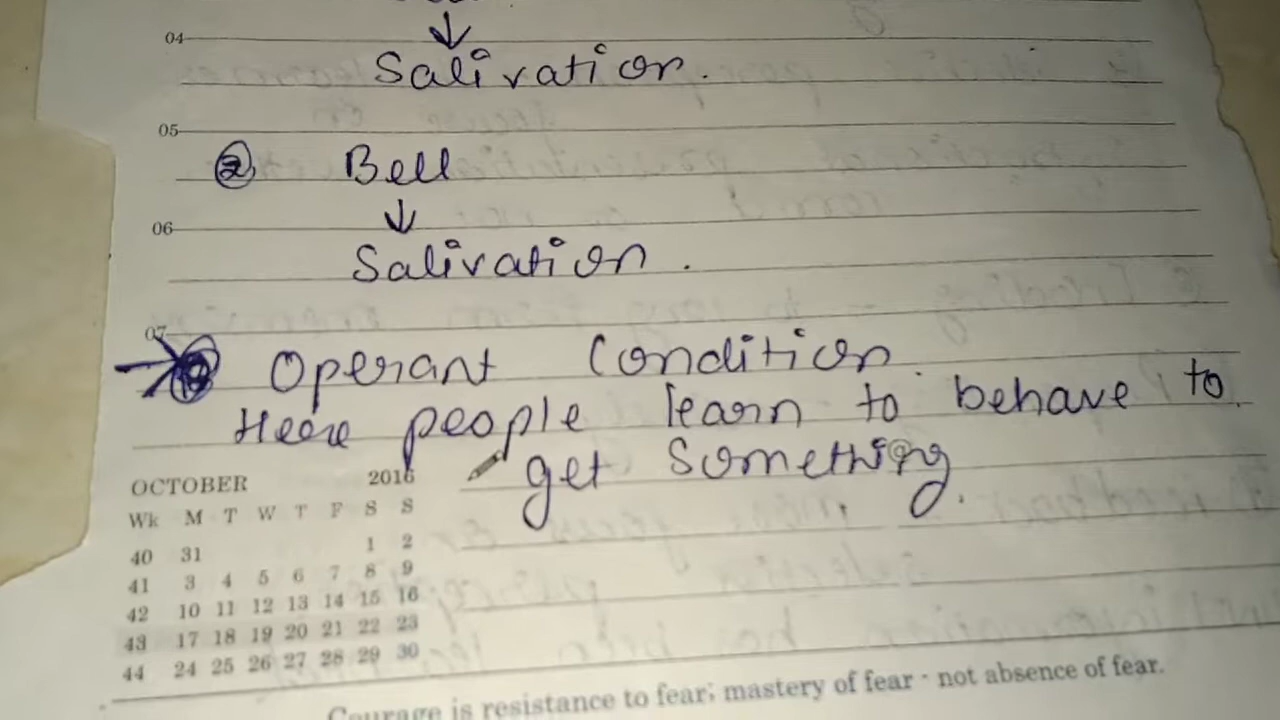 04
Salivation.
05
② Bell
↓
06
Salivation.
07
Operant Condition.
Heere people learn to behave to
get something.
OCTOBER 2016
Wk M T W T F S S
40 31 1 2
41 3 4 5 6 7 8 9
42 10 11 12 13 14 15 16
43 17 18 19 20 21 22 23
44 24 25 26 27 28 29 30
Courage is resistance to fear; mastery of fear - not absence of fear.